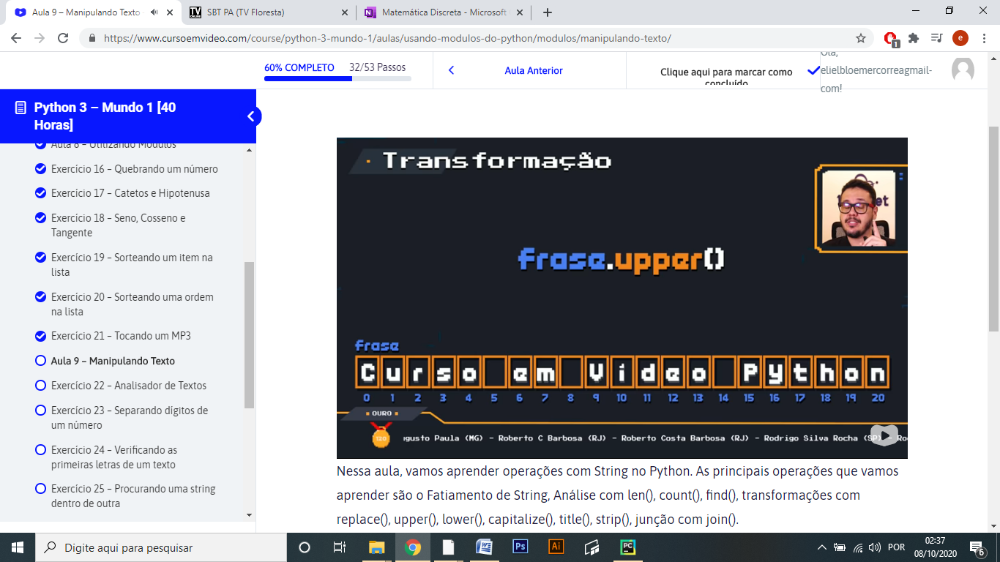 Aula 9 – Manipulando Texto
SBT PA (TV Floresta)
Matemática Discreta - Microsoft
https://www.cursoemvideo.com/course/python-3-mundo-1/aulas/usando-modulos-do-python/modulos/manipulando-texto/
1
e
60% COMPLETO
32/53 Passos
Aula Anterior
Clique aqui para marcar como
concluído
Olá,
elielbloemercorreagmail-
com!
Python 3 – Mundo 1 [40
Horas]
Aula 8 – Utilizando Módulos
Exercício 16 – Quebrando um número
Exercício 17 – Catetos e Hipotenusa
Exercício 18 – Seno, Cosseno e
Tangente
Exercício 19 – Sorteando um item na
lista
Exercício 20 – Sorteando uma ordem
na lista
Exercício 21 – Tocando um MP3
Aula 9 – Manipulando Texto
Exercício 22 – Analisador de Textos
Exercício 23 – Separando dígitos de
um número
Exercício 24 – Verificando as
primeiras letras de um texto
Exercício 25 – Procurando uma string
dentro de outra
Transformação
frase.upper()
frase
Curso em Video Python
0 1 2 3 4 5 6 7 8 9 10 11 12 13 14 15 16 17 18 19 20
OURO
gusto Paula (MG) - Roberto C Barbosa (RJ) - Roberto Costa Barbosa (RJ) - Rodrigo Silva Rocha (SP) - Ro
Nessa aula, vamos aprender operações com String no Python. As principais operações que vamos
aprender são o Fatiamento de String, Análise com len(), count(), find(), transformações com
replace(), upper(), lower(), capitalize(), title(), strip(), junção com join().
Digite aqui para pesquisar
Ps
Ai
PC
POR
02:37
08/10/2020
6